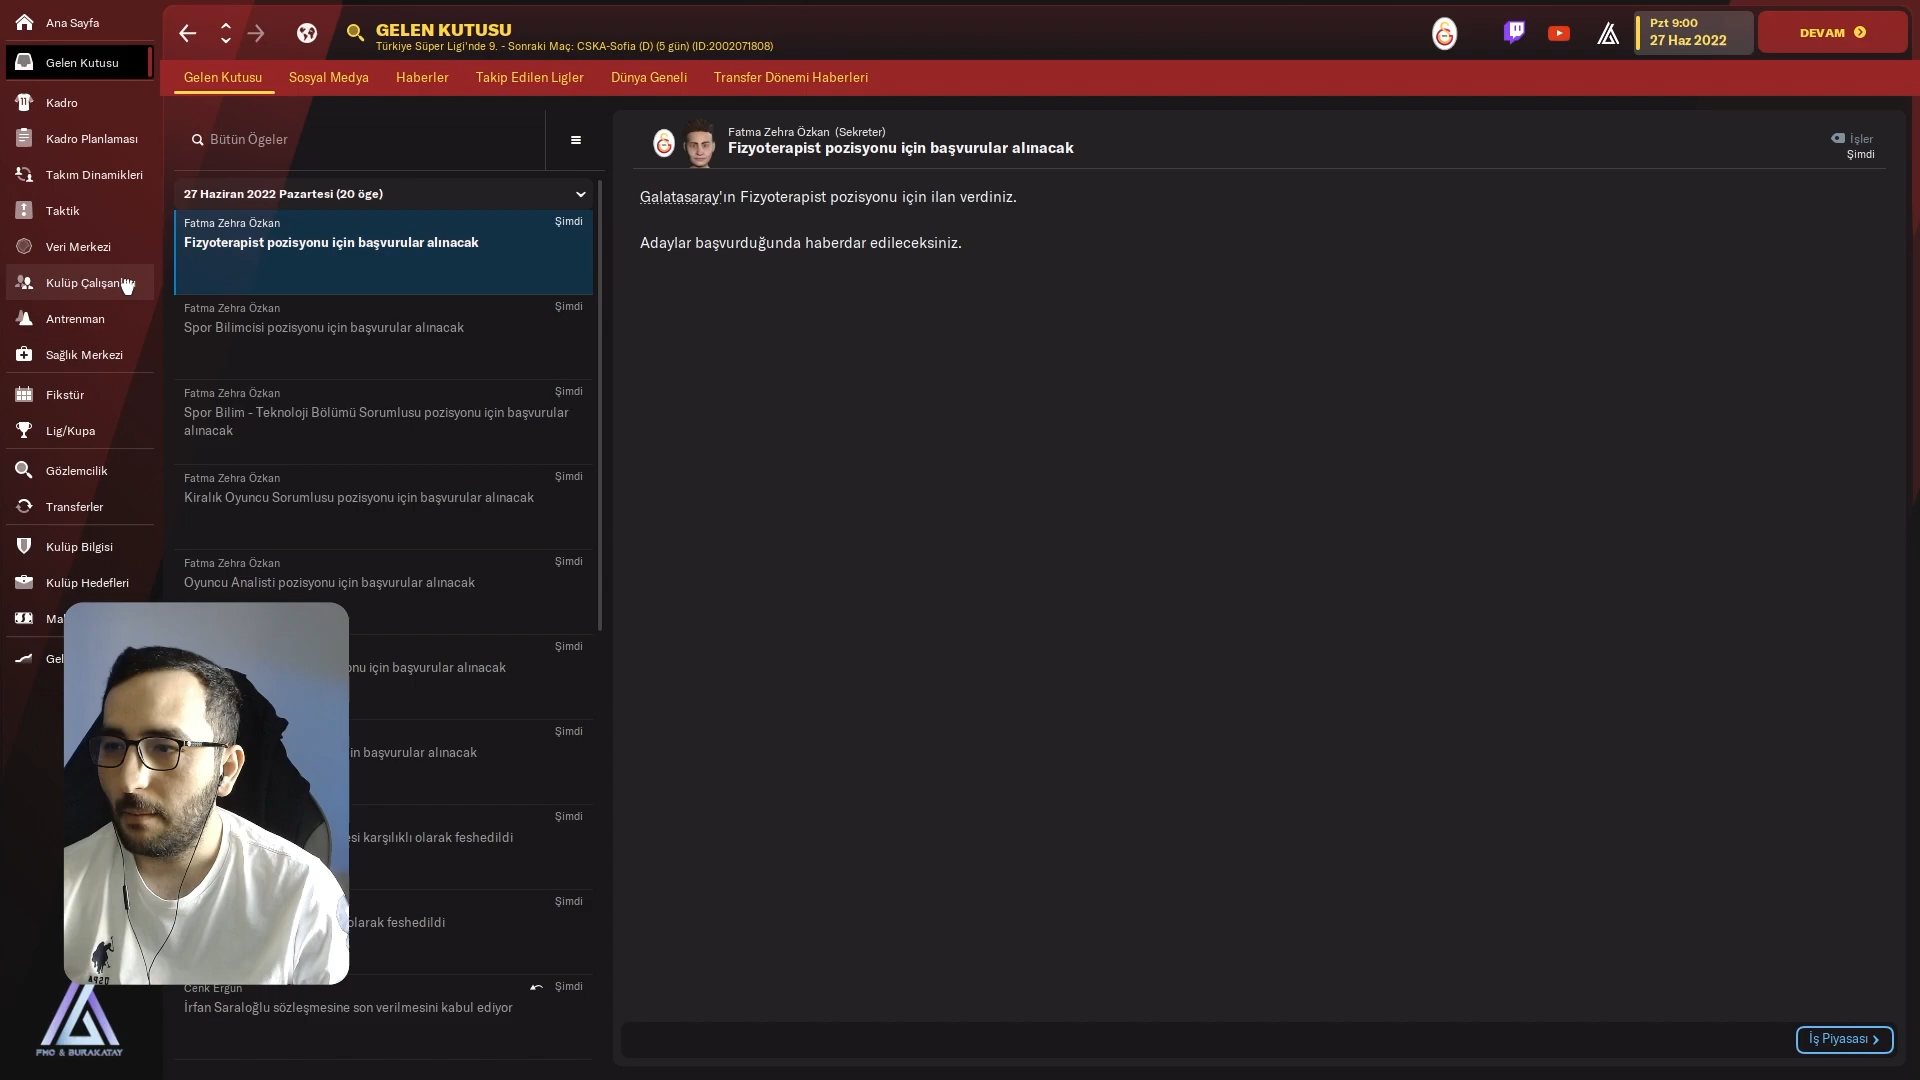 Ana Sayfa
Gelen Kutusu
Kadro
Kadro Planlaması
Takım Dinamikleri
Taktik
Veri Merkezi
Kulüp Çalışanları
Antrenman
Sağlık Merkezi
Fikstür
Lig/Kupa
Gözlemcilik
Transferler
Kulüp Bilgisi
Kulüp Hedefleri
GELEN KUTUSU
Türkiye Süper Ligi'nde 9. - Sonraki Maç: CSKA-Sofia (D) (5 gün) (ID:2002071808)
Pzt 9:00
27 Haz 2022
DEVAM
Gelen Kutusu
Sosyal Medya
Haberler
Takip Edilen Ligler
Dünya Geneli
Transfer Dönemi Haberleri
Bütün Ögeler
27 Haziran 2022 Pazartesi (20 öge)
Fatma Zehra Özkan
Şimdi
Fizyoterapist pozisyonu için başvurular alınacak
Fatma Zehra Özkan
Şimdi
Spor Bilimcisi pozisyonu için başvurular alınacak
Fatma Zehra Özkan
Şimdi
Spor Bilim - Teknoloji Bölümü Sorumlusu pozisyonu için başvurular
alınacak
Fatma Zehra Özkan
Şimdi
Kiralık Oyuncu Sorumlusu pozisyonu için başvurular alınacak
Fatma Zehra Özkan
Şimdi
Oyuncu Analisti pozisyonu için başvurular alınacak
Şimdi
için başvurular alınacak
Şimdi
başvurular alınacak
Şimdi
karşılıklı olarak feshedildi
Şimdi
olarak feshedildi
Cenk Ergün
Şimdi
İrfan Saraloğlu sözleşmesine son verilmesini kabul ediyor
Fatma Zehra Özkan (Sekreter)
Fizyoterapist pozisyonu için başvurular alınacak
İşler
Şimdi
Galatasaray'ın Fizyoterapist pozisyonu için ilan verdiniz.
Adaylar başvurduğunda haberdar edileceksiniz.
İş Piyasası
FMC & BURAKATAY